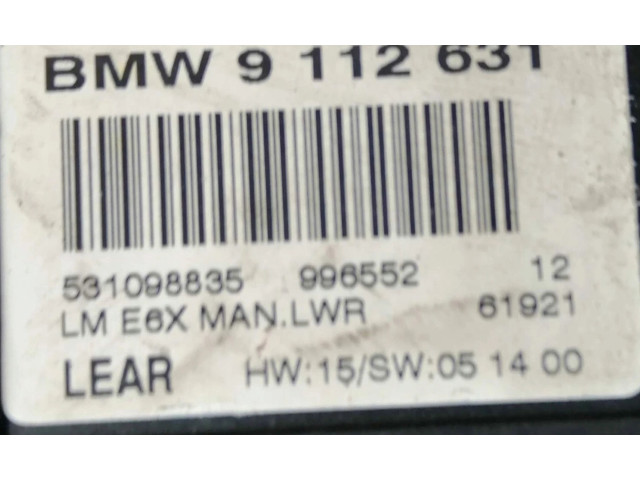 BMW 9 112 631
531098835 996552 12
LM E6X MAN.LWR 61921
LEAR HW:15/SW:05 14 00